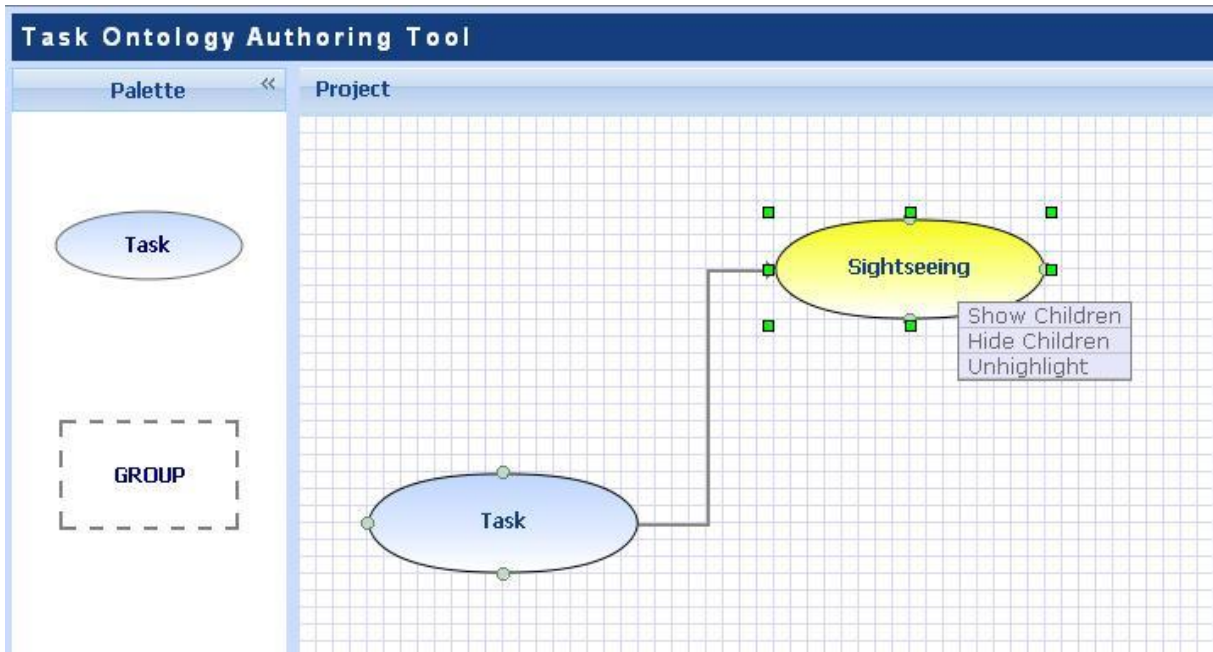 Task Ontology Authoring Tool
Palette
«
Project
Task
Sightseeing
Show Children
Hide Children
Unhighlight
GROUP
Task